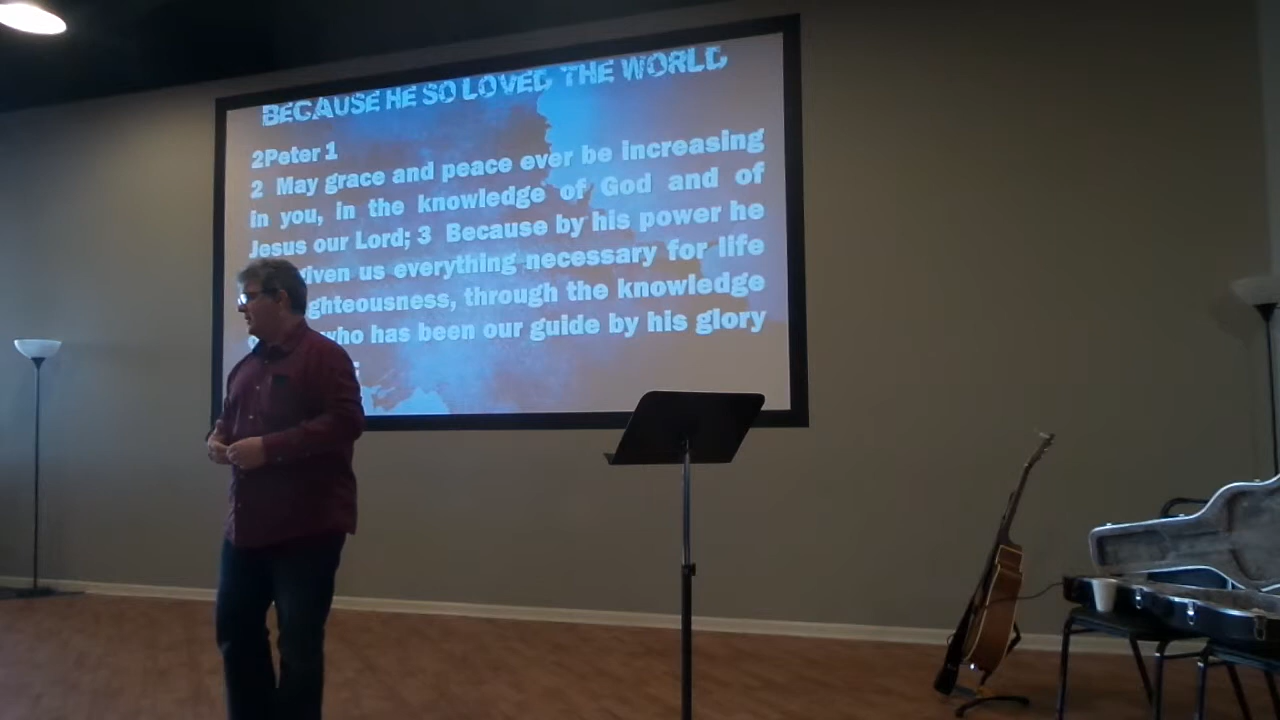 BECAUSE HE SO LOVED THE WORLD
2Peter 1
2 May grace and peace ever be increasing
in you, in the knowledge of God and of
Jesus our Lord; 3 Because by his power he
given us everything necessary for life
ghteousness, through the knowledge
who has been our guide by his glory